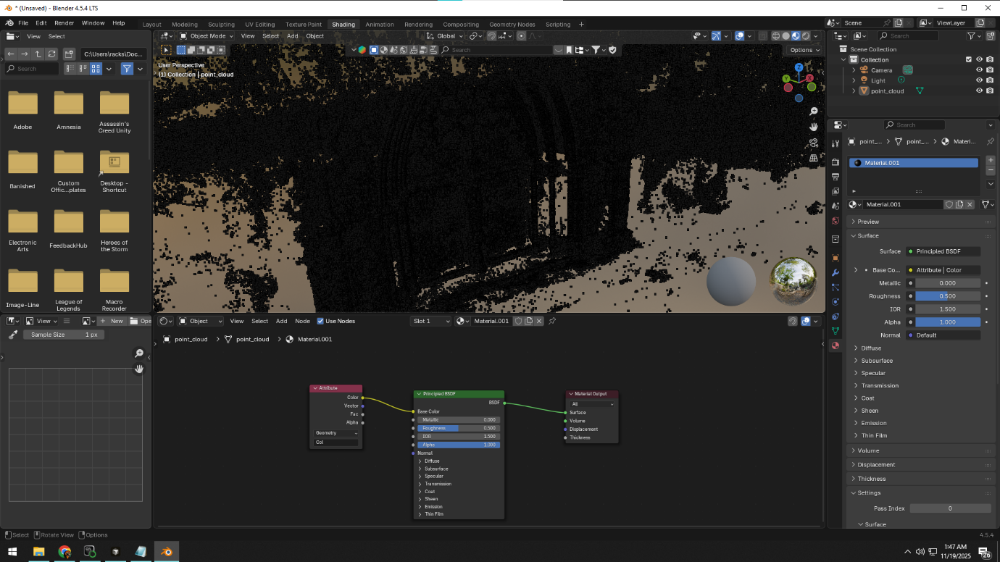 * (Unsaved) - Blender 4.5.4 LTS
File Edit Render Window Help
Layout Modeling Sculpting UV Editing Texture Paint Shading Animation Rendering Compositing Geometry Nodes Scripting +
Scene
ViewLayer
View Select
Object Mode View Select Add Object
Global
Search
C:\Users\racks\Doc...
Search
Search
Options
User Perspective
(1) Collection | point_cloud
Z
X
Y
Scene Collection
Collection
Camera
Light
point_cloud
Adobe
Amnesia
Assassin's
Creed Unity
Banished
Custom
Offic...plates
Desktop -
Shortcut
Electronic
Arts
FeedbackHub
Heroes of
the Storm
Image-Line
League of
Legends
Macro
Recorder
Search
point_... point_... Materi...
Material.001
Material.001
Preview
Surface
Surface Principled BSDF
Base Co... Attribute | Color
Metallic 0.000
Roughness 0.500
IOR 1.500
Alpha 1.000
Normal Default
Diffuse
Subsurface
Specular
Transmission
Coat
Sheen
Emission
Thin Film
Volume
Displacement
Thickness
Settings
Pass Index 0
Surface
View New Ope
Sample Size 1 px
Object View Select Add Node Use Nodes Slot 1 Material.001
point_cloud > point_cloud > Material.001
Attribute
Color
Vector
Fac
Alpha
Geometry
Col
Principled BSDF
BSDF
Base Color
Metallic 0.000
Roughness 0.500
IOR 1.500
Alpha 1.000
Normal
Diffuse
Subsurface
Specular
Transmission
Coat
Sheen
Emission
Thin Film
Material Output
All
Surface
Volume
Displacement
Thickness
Select Rotate View Options
4.5.4
1:47 AM
11/19/2025
26